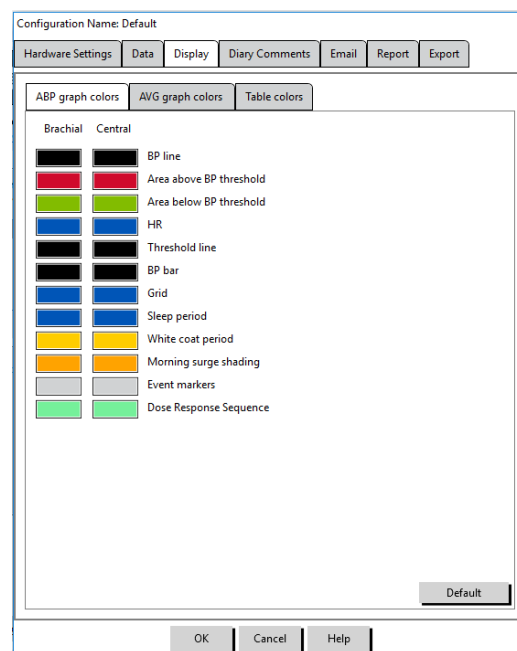 Configuration Name: Default
Hardware Settings Data Display Diary Comments Email Report Export
ABP graph colors AVG graph colors Table colors
Brachial Central
BP line
Area above BP threshold
Area below BP threshold
HR
Threshold line
BP bar
Grid
Sleep period
White coat period
Morning surge shading
Event markers
Dose Response Sequence
Default
OK Cancel Help